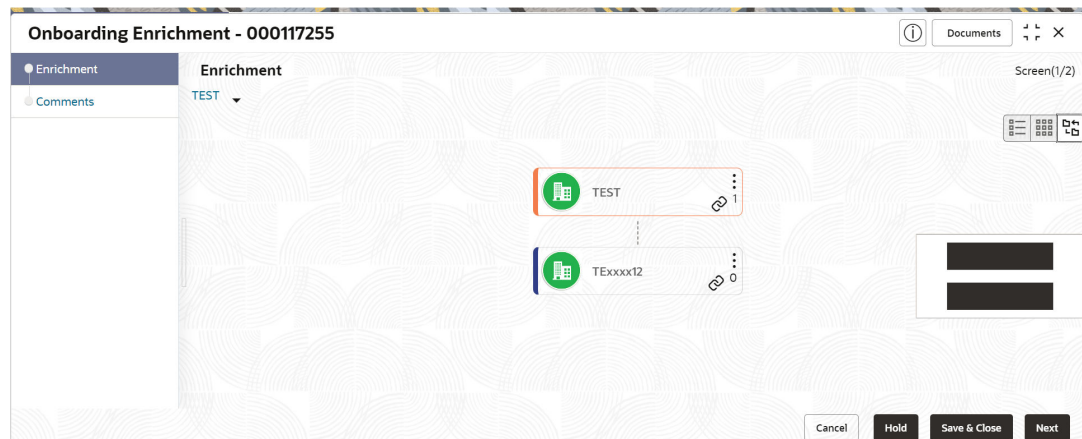 Onboarding Enrichment - 000117255
Documents
Enrichment
Comments
Enrichment
Screen(1/2)
TEST
TEST
1
TExxxx12
0
Cancel
Hold
Save & Close
Next